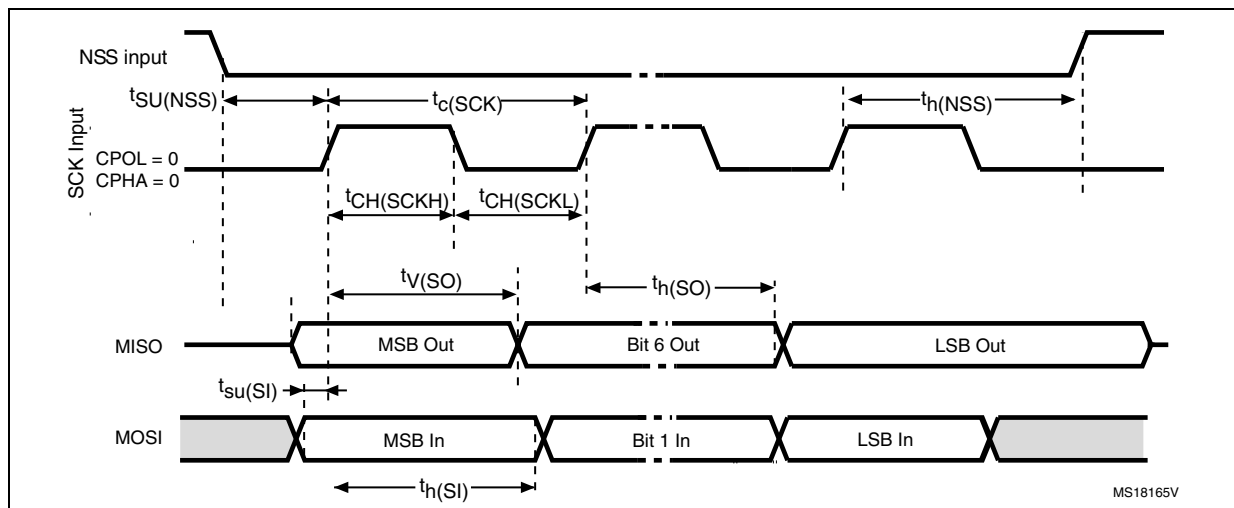 NSS input
tSU(NSS)
tc(SCK)
th(NSS)
SCK Input
CPOL = 0
CPHA = 0
tCH(SCKH)
tCH(SCKL)
tV(SO)
th(SO)
MISO
MSB Out
Bit 6 Out
LSB Out
tsu(SI)
MOSI
MSB In
Bit 1 In
LSB In
th(SI)
MS18165V